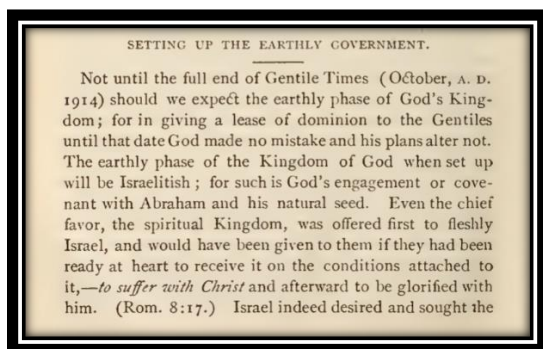 SETTING UP THE EARTHLY GOVERNMENT.
Not until the full end of Gentile Times (October, A. D.
1914) should we expect the earthly phase of God's King-
dom; for in giving a lease of dominion to the Gentiles
until that date God made no mistake and his plans alter not.
The earthly phase of the Kingdom of God when set up
will be Israelitish; for such is God's engagement or cove-
nant with Abraham and his natural seed. Even the chief
favor, the spiritual Kingdom, was offered first to fleshly
Israel, and would have been given to them if they had been
ready at heart to receive it on the conditions attached to
it,—to suffer with Christ and afterward to be glorified with
him. (Rom. 8:17.) Israel indeed desired and sought the